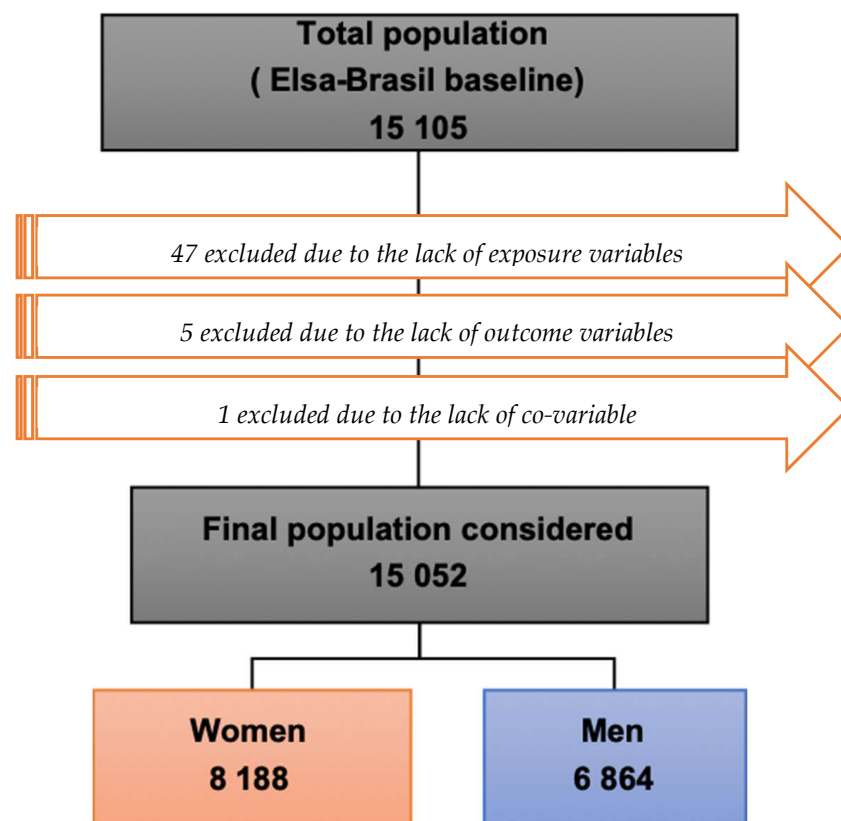 Total population
( Elsa-Brasil baseline)
15 105
47 excluded due to the lack of exposure variables
5 excluded due to the lack of outcome variables
1 excluded due to the lack of co-variable
Final population considered
15 052
Women
8 188
Men
6 864